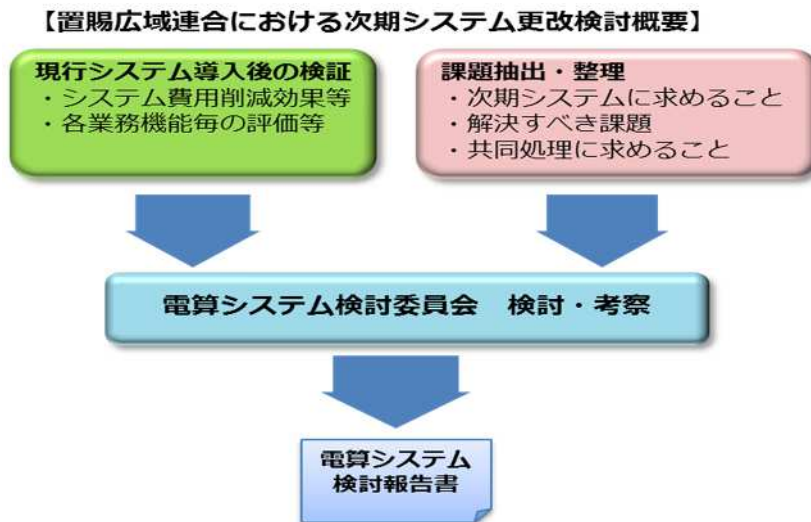 【置賜広域連合における次期システム更改検討概要】
現行システム導入後の検証
・システム費用削減効果等
・各業務機能毎の評価等
課題抽出・整理
・次期システムに求めること
・解決すべき課題
・共同処理に求めること
電算システム検討委員会　検討・考察
電算システム
検討報告書